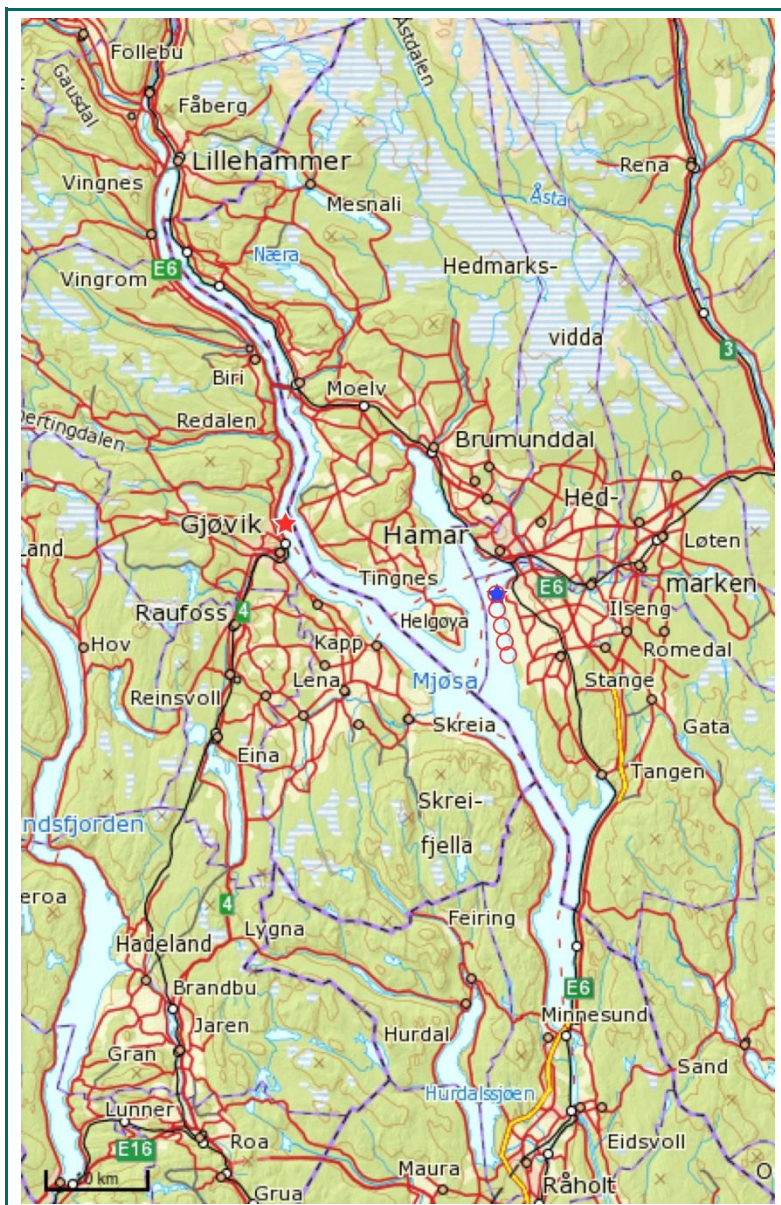 Follebu
Åstdalen
Gausdal
Fåberg
Lillehammer
Rena
Vingnes
Mesnali
Åsta
Næra
Hedmarks-
Vingrom
E6
vidda
3
Biri
Moelv
Redalen
Brumunddal
Hed-
Gjøvik
Hamar
Løten
Land
Tingnes
E6
marken
Raufoss
4
Helgøya
Ilseng
Hov
Kapp
Romedal
Mjøsa
Reinsvoll
Lena
Stange
Skreia
Gata
Eina
Tangen
Skrei-
fjella
ndsfjorden
eroa
4
Lygna
Feiring
Hadeland
Brandbu
E6
Minnesund
Jaren
Hurdal
Gran
Sand
Hurdalssjøen
Lunner
E16
Roa
Eidsvoll
Maura
Råholt
Grua
O